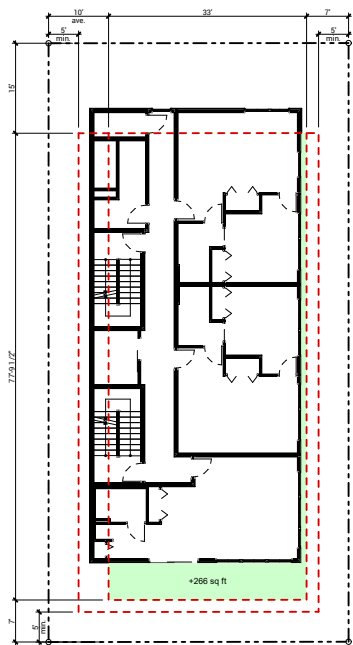 10'
ave.
33'
7'
5'
min.
5'
min.
15'
77'-9 1/2"
+266 sq ft
7'
5'
min.